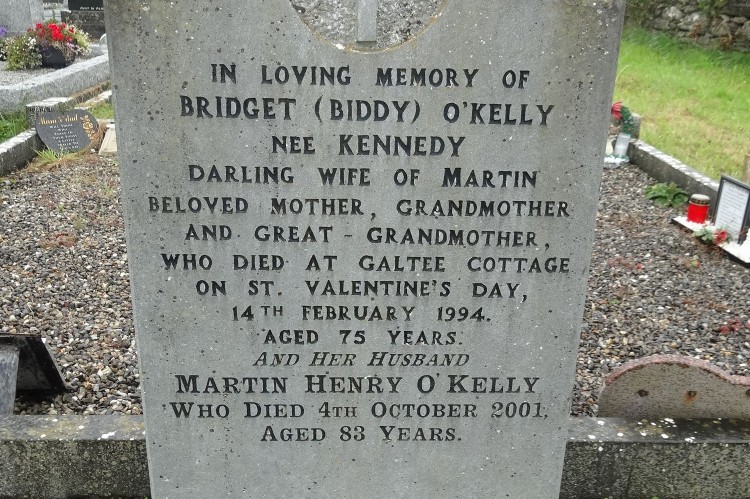 IN LOVING MEMORY OF
BRIDGET (BIDDY) O'KELLY
NEE KENNEDY
DARLING WIFE OF MARTIN
BELOVED MOTHER, GRANDMOTHER
AND GREAT - GRANDMOTHER,
WHO DIED AT GALTEE COTTAGE
ON ST. VALENTINE'S DAY,
14TH FEBRUARY 1994.
AGED 75 YEARS.
AND HER HUSBAND
MARTIN HENRY O'KELLY
WHO DIED 4TH OCTOBER 2001,
AGED 83 YEARS.